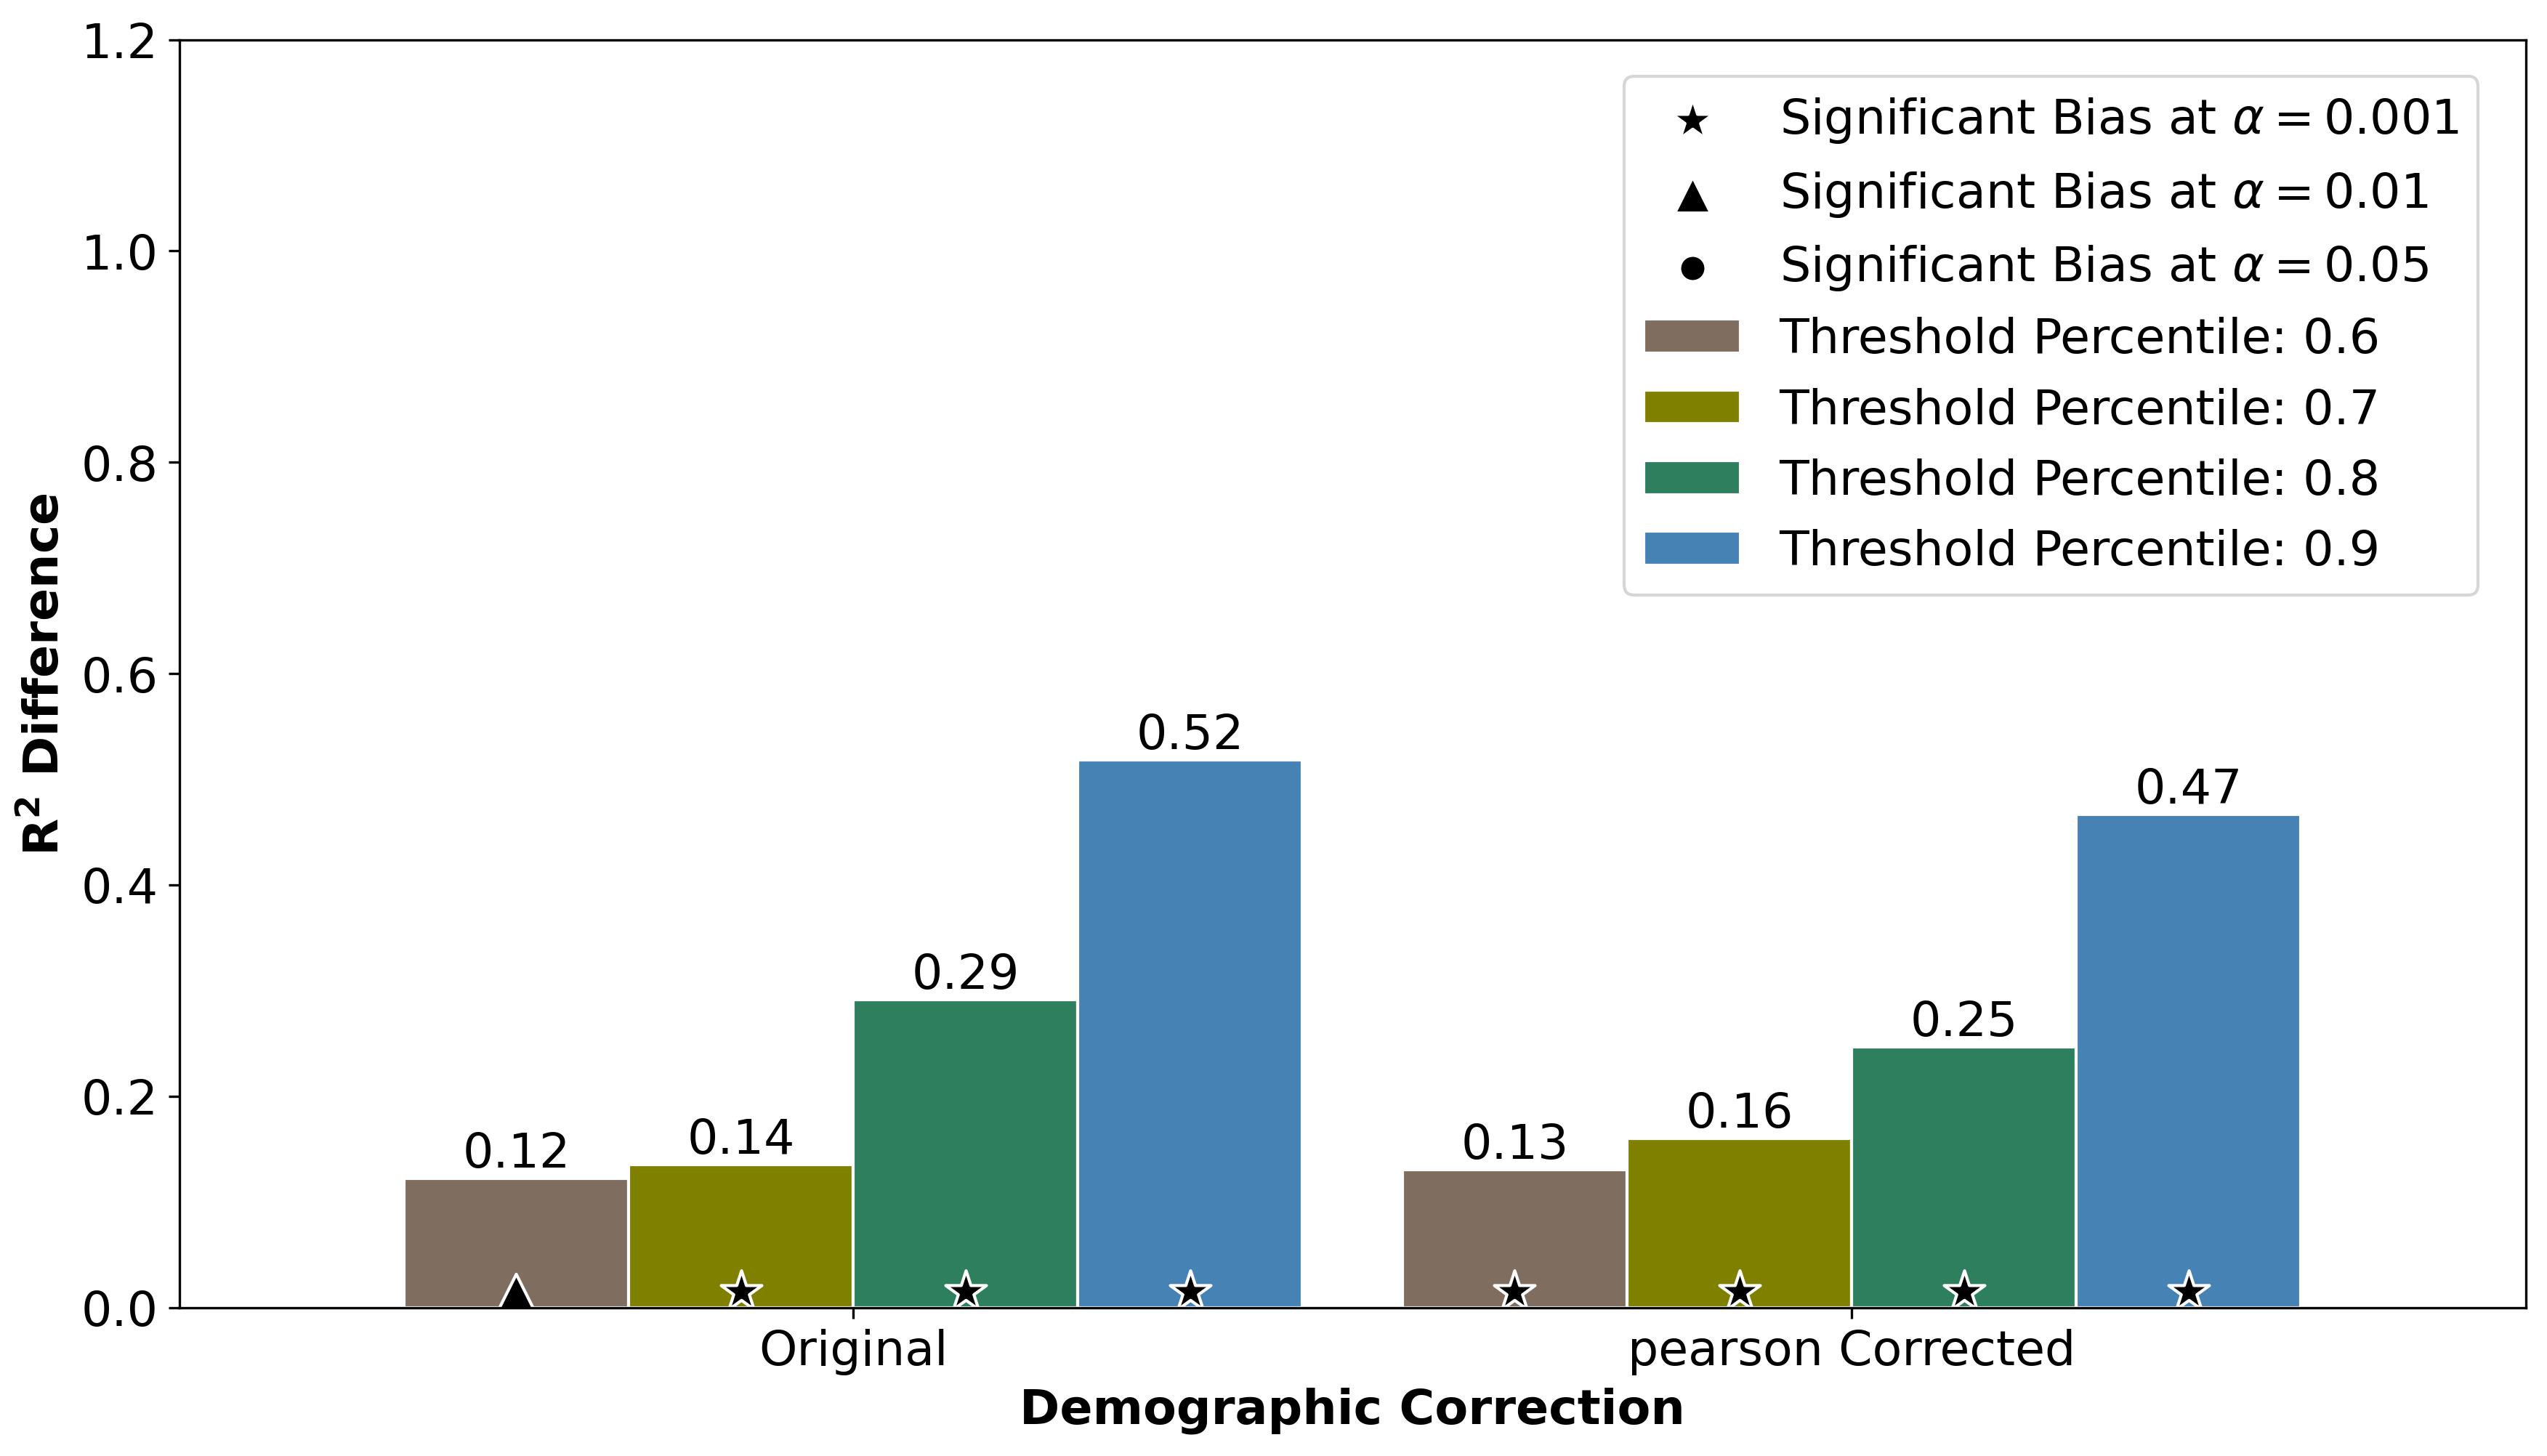 1.2
1.0
0.8
0.6
0.4
0.2
0.0
R² Difference
Significant Bias at α = 0.001
Significant Bias at α = 0.01
Significant Bias at α = 0.05
Threshold Percentile: 0.6
Threshold Percentile: 0.7
Threshold Percentile: 0.8
Threshold Percentile: 0.9
0.12
0.14
0.29
0.52
0.13
0.16
0.25
0.47
Original
pearson Corrected
Demographic Correction